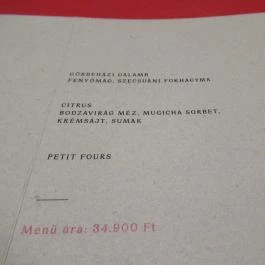 GÖRBEHÁZI GALAMB
FENYŐMAG, SZECSUÁNI FOKHAGYMA
CITRUS
BODZAVIRÁG MÉZ, MUGICHA SORBET,
KRÉMSAJT, SUMAK
PETIT FOURS
Menü ára: 34.900 Ft